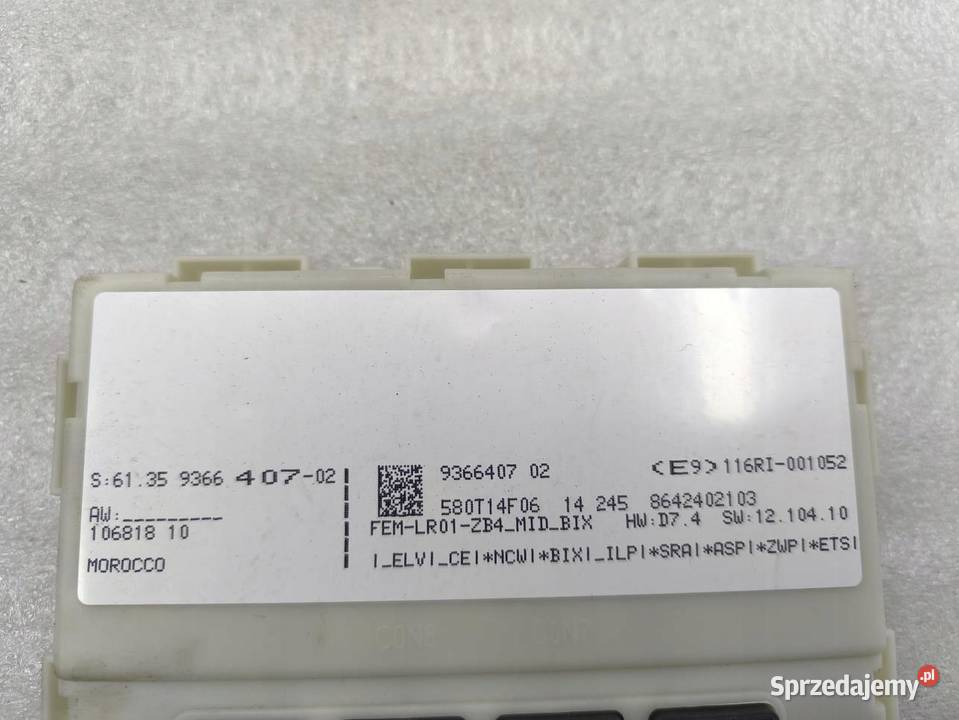 S:61.35 9366 407-02
AW:_________
106818 10
MOROCCO
9366407 02
<E9>116RI-001052
580T14F06 14 245 8642402103
FEM-LR01-ZB4_MID_BIX HW:D7.4 SW:12.104.10
|_ELV|_CE|*NCW|*BIX|_ILP|*SRA|*ASP|*ZWP|*ETS|
Sprzedajemy.pl